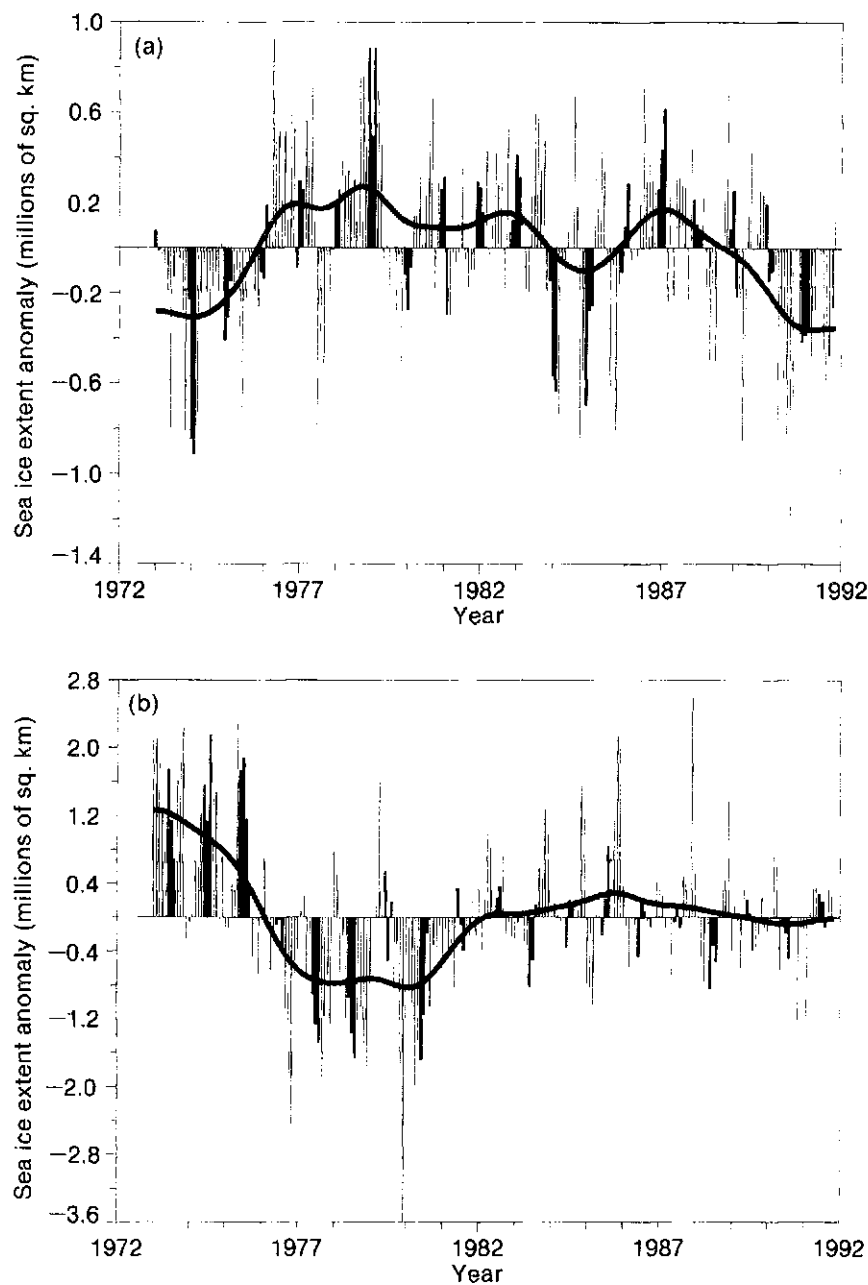 (a)
Sea ice extent anomaly (millions of sq. km)
1.0
0.6
0.2
−0.2
−0.6
−1.0
−1.4
1972 1977 1982 1987 1992
Year
(b)
Sea ice extent anomaly (millions of sq. km)
2.8
2.0
1.2
0.4
−0.4
−1.2
−2.0
−2.8
−3.6
1972 1977 1982 1987 1992
Year